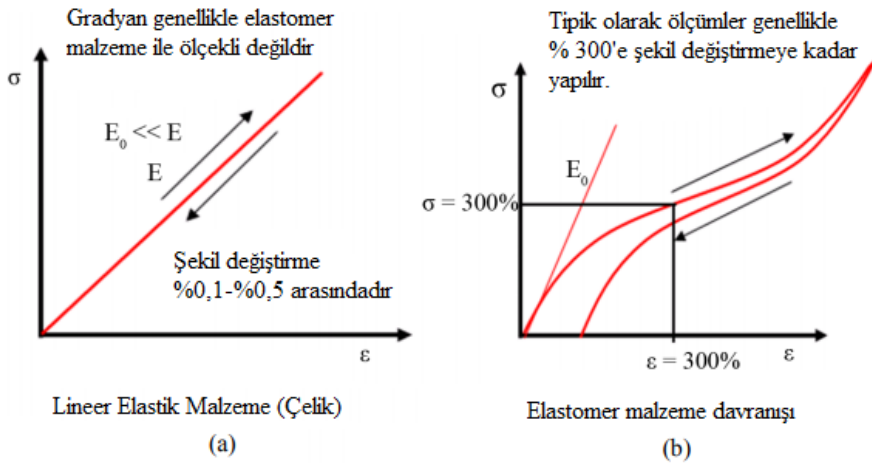 Gradyan genellikle elastomer
malzeme ile ölçekli değildir
σ
E₀ << E
E
Şekil değiştirme
%0,1-%0,5 arasındadır
ε
Lineer Elastik Malzeme (Çelik)
(a)
Tipik olarak ölçümler genellikle
% 300'e şekil değiştirmeye kadar
yapılır.
σ
E₀
σ = 300%
ε = 300%
ε
Elastomer malzeme davranışı
(b)